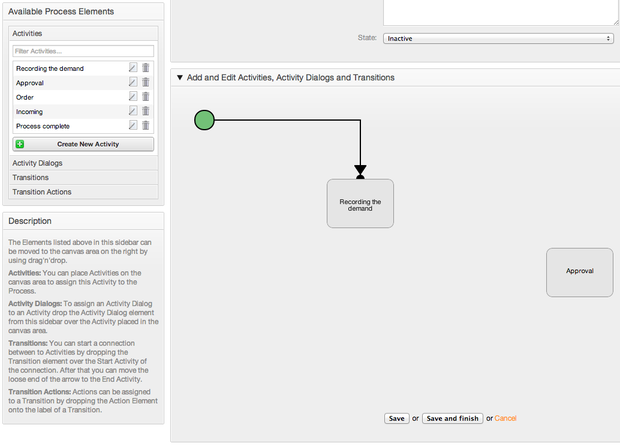 Available Process Elements
Activities
Filter Activities...
Recording the demand
Approval
Order
Incoming
Process complete
Create New Activity
Activity Dialogs
Transitions
Transition Actions
Description
The Elements listed above in this sidebar can
be moved to the canvas area on the right by
using drag'n'drop.
Activities: You can place Activities on the
canvas area to assign this Activity to the
Process.
Activity Dialogs: To assign an Activity Dialog
to an Activity drop the Activity Dialog element
from this sidebar over the Activity placed in the
canvas area.
Transitions: You can start a connection
between to Activities by dropping the
Transition element over the Start Activity of
the connection. After that you can move the
loose end of the arrow to the End Activity.
Transition Actions: Actions can be assigned
to a Transition by dropping the Action Element
onto the label of a Transition.
State: Inactive
Add and Edit Activities, Activity Dialogs and Transitions
Recording the
demand
Approval
Save or Save and finish or Cancel